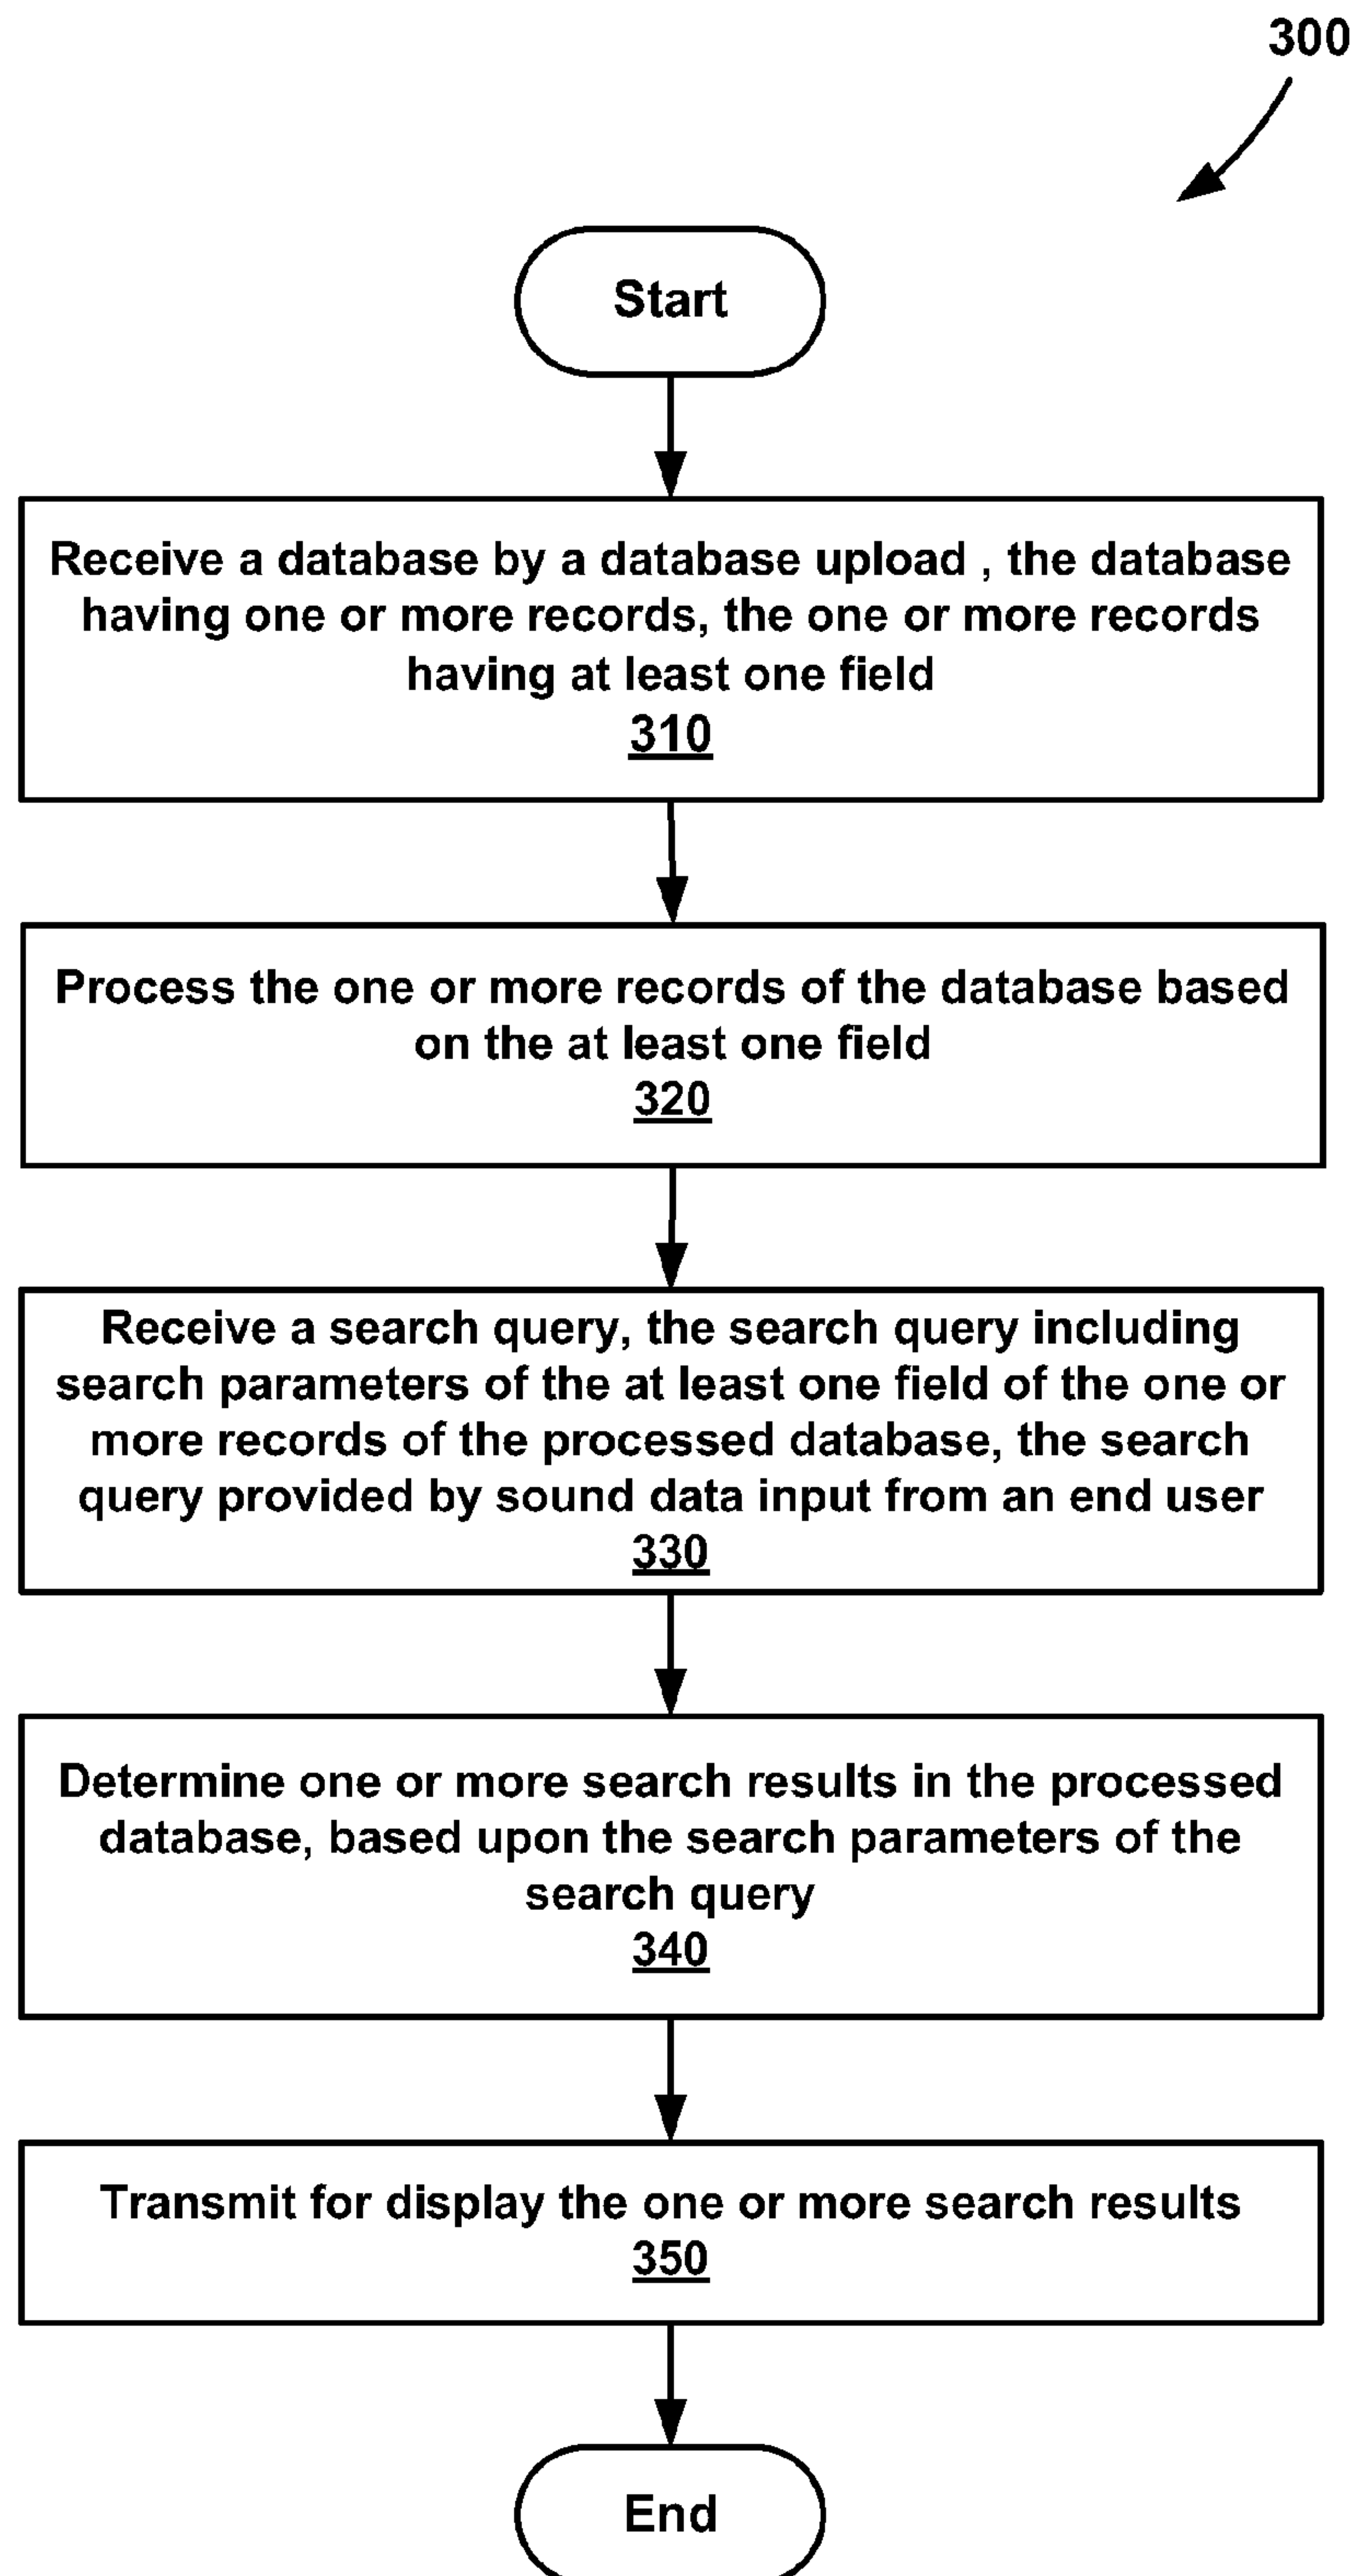 300
Start
Receive a database by a database upload , the database
having one or more records, the one or more records
having at least one field
310
Process the one or more records of the database based
on the at least one field
320
Receive a search query, the search query including
search parameters of the at least one field of the one or
more records of the processed database, the search
query provided by sound data input from an end user
330
Determine one or more search results in the processed
database, based upon the search parameters of the
search query
340
Transmit for display the one or more search results
350
End